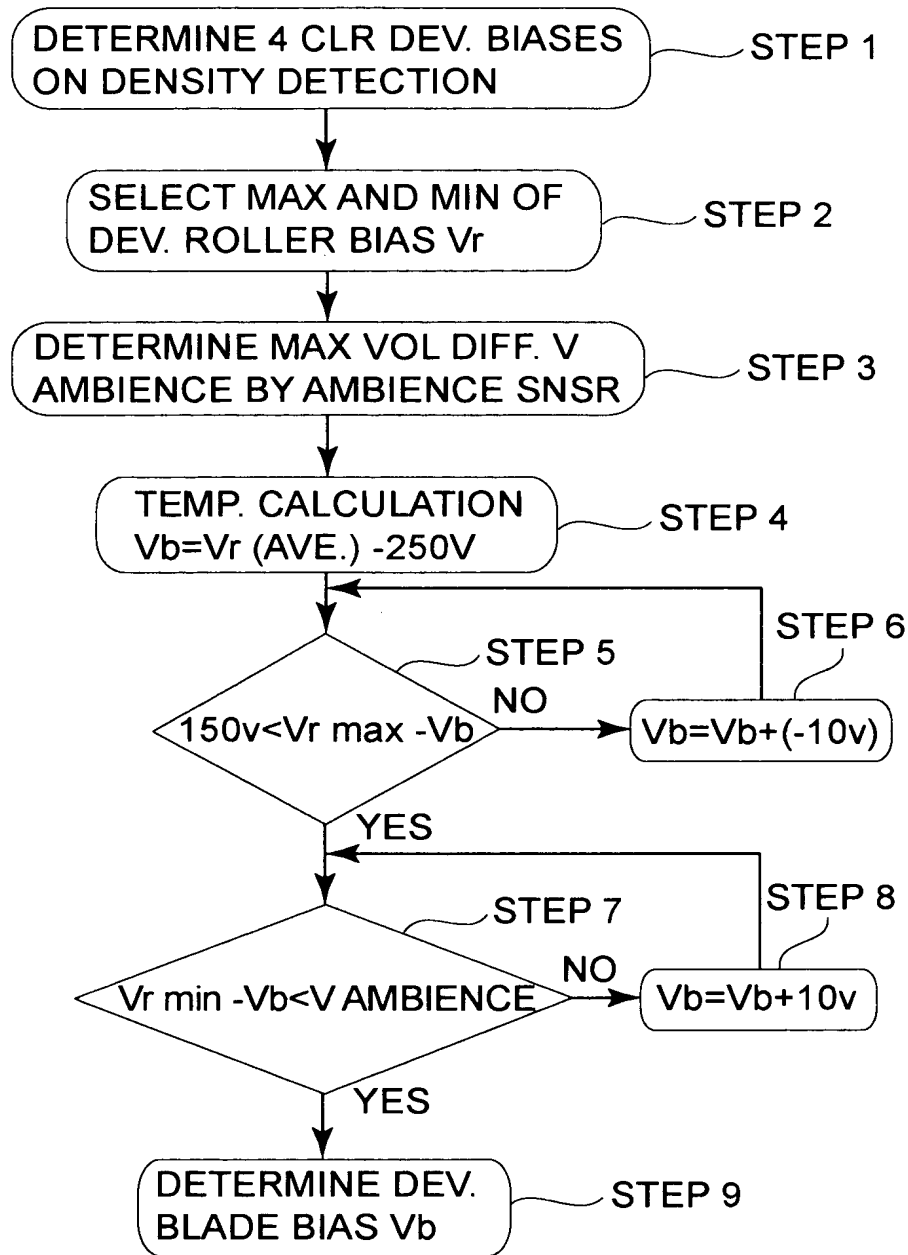 DETERMINE 4 CLR DEV. BIASES
ON DENSITY DETECTION
STEP 1
SELECT MAX AND MIN OF
DEV. ROLLER BIAS Vr
STEP 2
DETERMINE MAX VOL DIFF. V
AMBIENCE BY AMBIENCE SNSR
STEP 3
TEMP. CALCULATION
Vb=Vr (AVE.) -250V
STEP 4
STEP 5
150v<Vr max -Vb
NO
STEP 6
Vb=Vb+(-10v)
YES
STEP 7
Vr min -Vb<V AMBIENCE
NO
STEP 8
Vb=Vb+10v
YES
DETERMINE DEV.
BLADE BIAS Vb
STEP 9